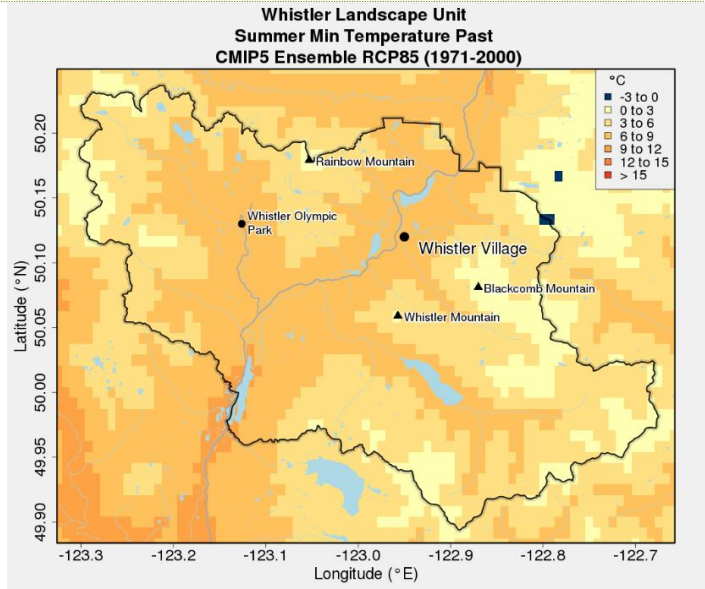 Whistler Landscape Unit
Summer Min Temperature Past
CMIP5 Ensemble RCP85 (1971-2000)
°C
-3 to 0
0 to 3
3 to 6
6 to 9
9 to 12
12 to 15
> 15
Rainbow Mountain
Whistler Olympic
Park
Whistler Village
Blackcomb Mountain
Whistler Mountain
Latitude (°N)
50.20
50.15
50.10
50.05
50.00
49.95
49.90
-123.3 -123.2 -123.1 -123.0 -122.9 -122.8 -122.7
Longitude (°E)